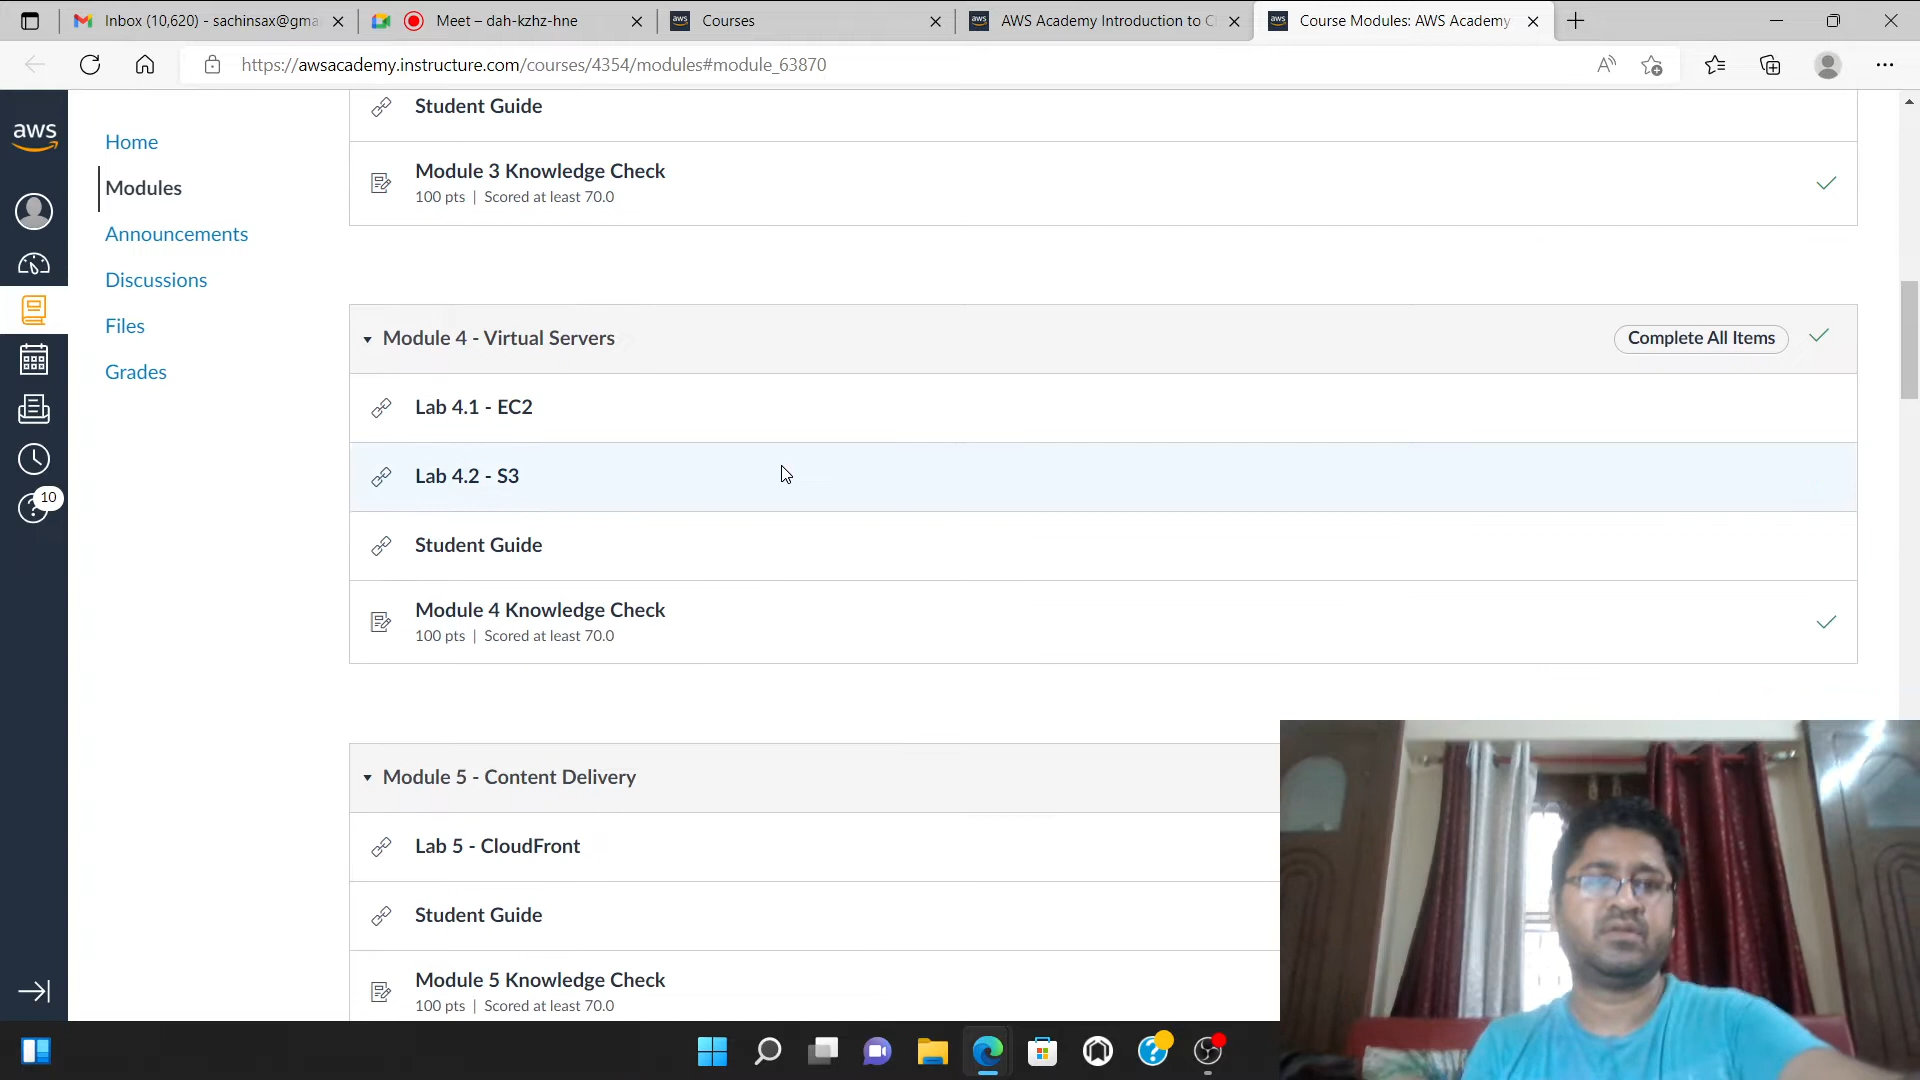 Inbox (10,620) - sachinsax@gma
Meet – dah-kzhz-hne
Courses
AWS Academy Introduction to C
Course Modules: AWS Academy
https://awsacademy.instructure.com/courses/4354/modules#module_63870
aws
Home
Modules
Announcements
Discussions
Files
Grades
10
Student Guide
Module 3 Knowledge Check
100 pts | Scored at least 70.0
Module 4 - Virtual Servers
Complete All Items
Lab 4.1 - EC2
Lab 4.2 - S3
Student Guide
Module 4 Knowledge Check
100 pts | Scored at least 70.0
Module 5 - Content Delivery
Lab 5 - CloudFront
Student Guide
Module 5 Knowledge Check
100 pts | Scored at least 70.0